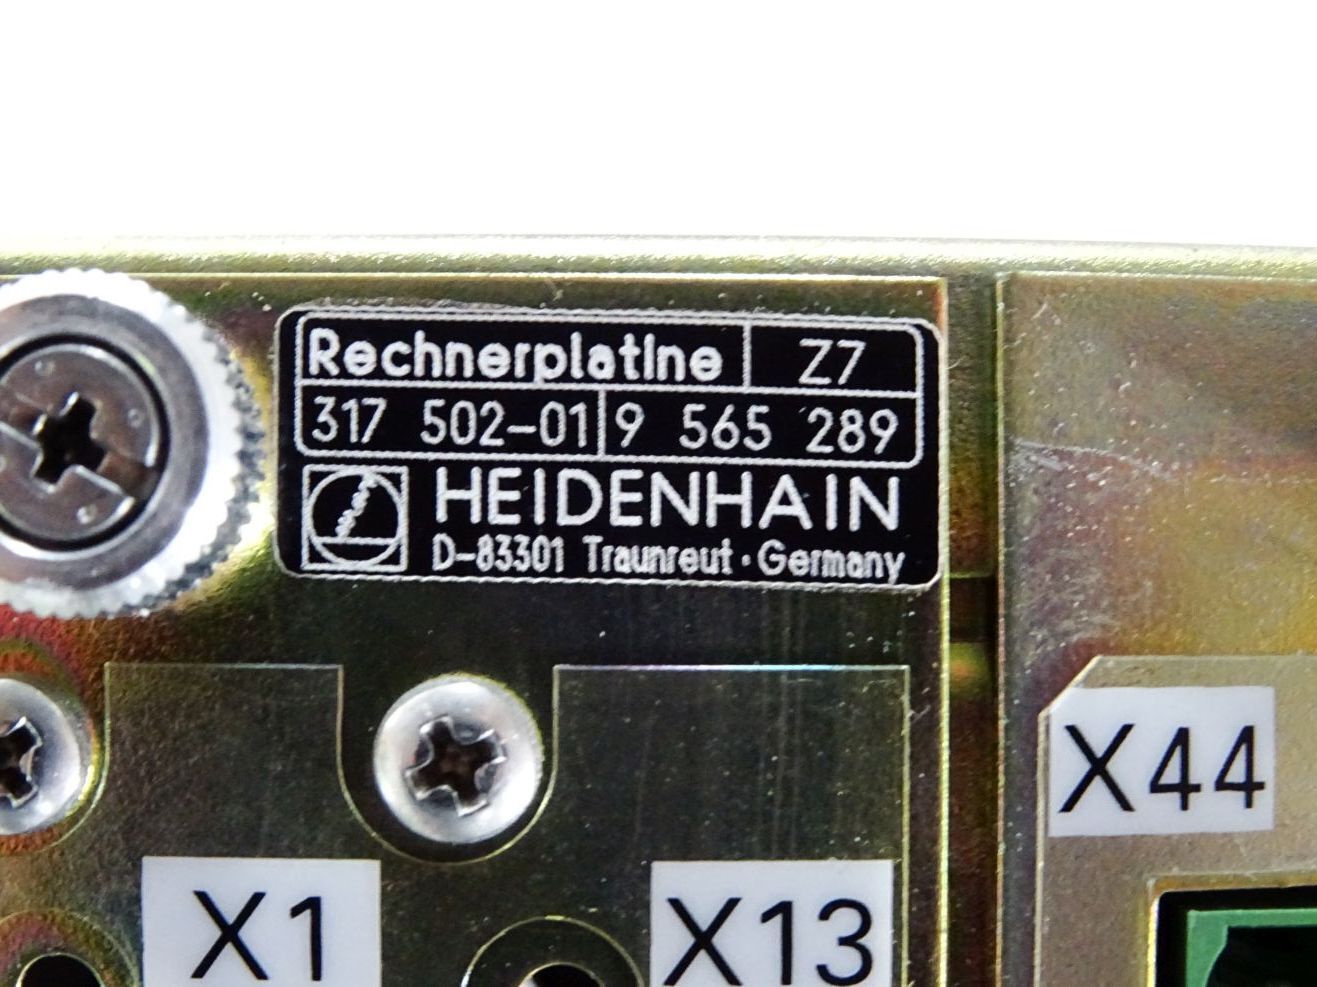 Rechnerplatine Z7
317 502-01 9 565 289
HEIDENHAIN
D-83301 Traunreut · Germany
X44
X1
X13